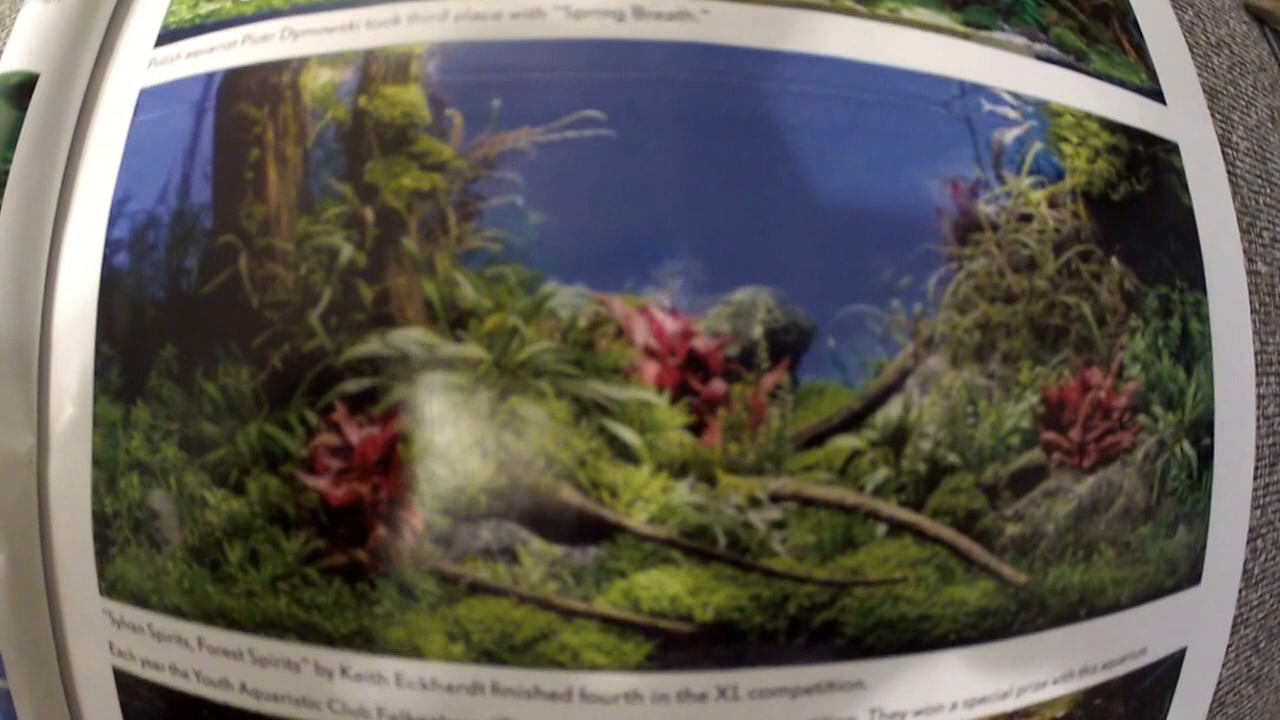 Polish aquarist Piotr Dymowski took third place with "Spring Breath."
"Sylvan Spirits, Forest Spirits" by Keith Eckhardt finished fourth in the XL competition.
Each year the Youth Aquaristic Club They won a special prize with this aquarium.